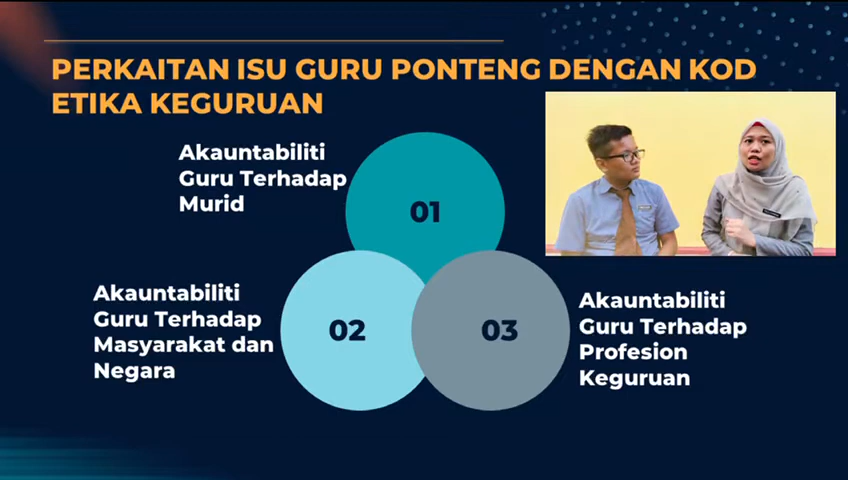 PERKAITAN ISU GURU PONTENG DENGAN KOD
ETIKA KEGURUAN
Akauntabiliti
Guru Terhadap
Murid
01
Akauntabiliti
Guru Terhadap
Masyarakat dan
Negara
02
03
Akauntabiliti
Guru Terhadap
Profesion
Keguruan